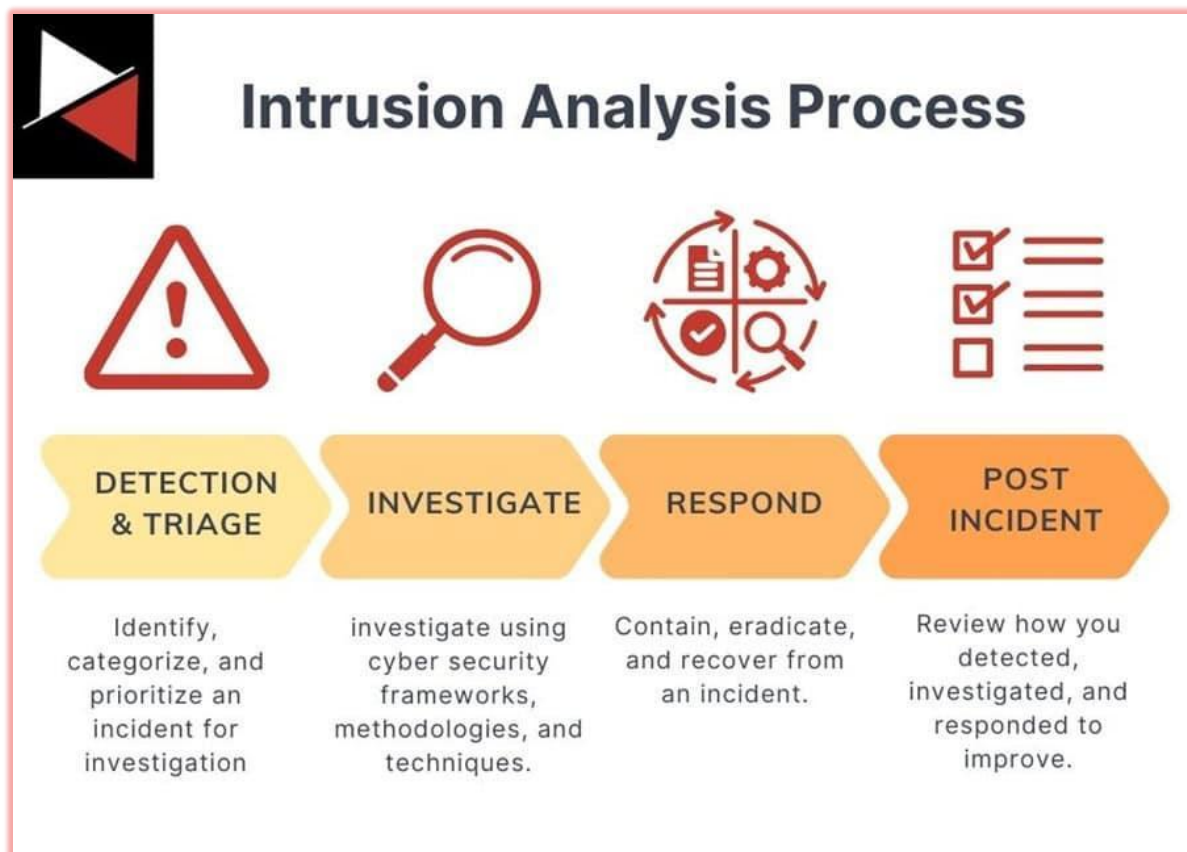 Intrusion Analysis Process
DETECTION
& TRIAGE
INVESTIGATE
RESPOND
POST
INCIDENT
Identify,
categorize, and
prioritize an
incident for
investigation
investigate using
cyber security
frameworks,
methodologies, and
techniques.
Contain, eradicate,
and recover from
an incident.
Review how you
detected,
investigated, and
responded to
improve.